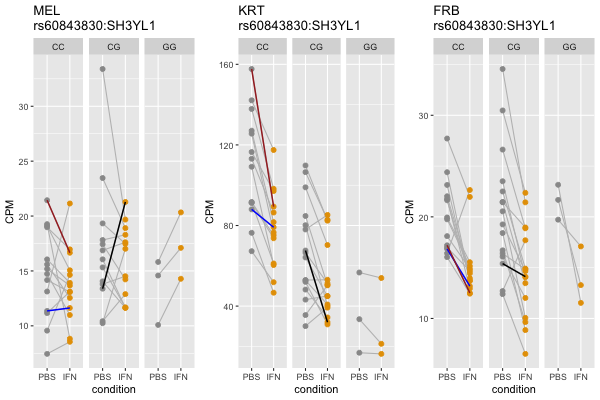 MEL
rs60843830:SH3YL1
CC CG GG
CPM
30
25
20
15
10
PBS IFN PBS IFN PBS IFN
condition
KRT
rs60843830:SH3YL1
CC CG GG
CPM
160
120
80
40
PBS IFN PBS IFN PBS IFN
condition
FRB
rs60843830:SH3YL1
CC CG GG
CPM
30
20
10
PBS IFN PBS IFN PBS IFN
condition